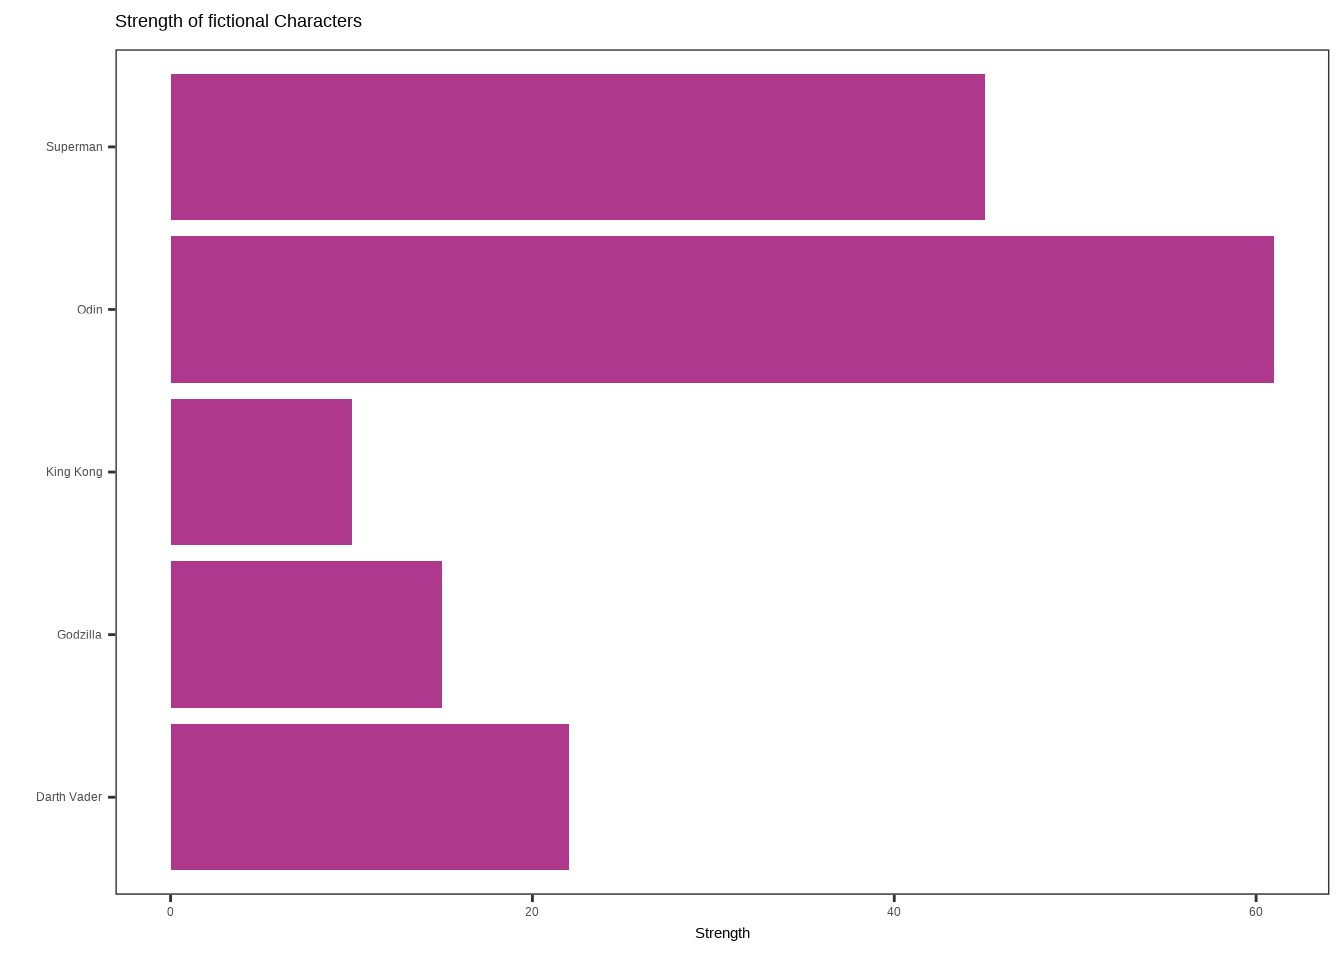 Strength of fictional Characters
Superman
Odin
King Kong
Godzilla
Darth Vader
0 20 40 60
Strength